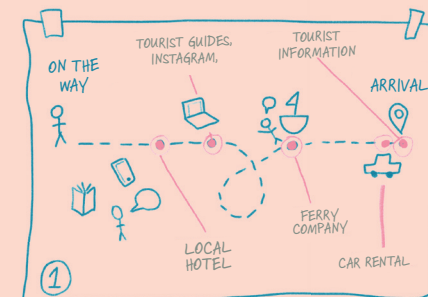 ON THE
WAY
TOURIST GUIDES,
INSTAGRAM,
TOURIST
INFORMATION
ARRIVAL
LOCAL
HOTEL
FERRY
COMPANY
CAR RENTAL
1